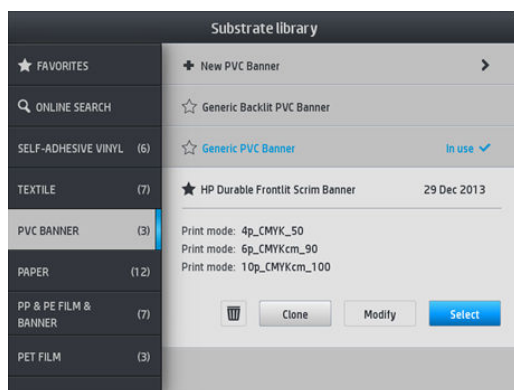 Substrate library
FAVORITES
ONLINE SEARCH
SELF-ADHESIVE VINYL (6)
TEXTILE (7)
PVC BANNER (3)
PAPER (12)
PP & PE FILM &
BANNER (7)
PET FILM (3)
New PVC Banner
Generic Backlit PVC Banner
Generic PVC Banner In use
HP Durable Frontlit Scrim Banner 29 Dec 2013
Print mode: 4p_CMYK_50
Print mode: 6p_CMYKcm_90
Print mode: 10p_CMYKcm_100
Clone Modify Select